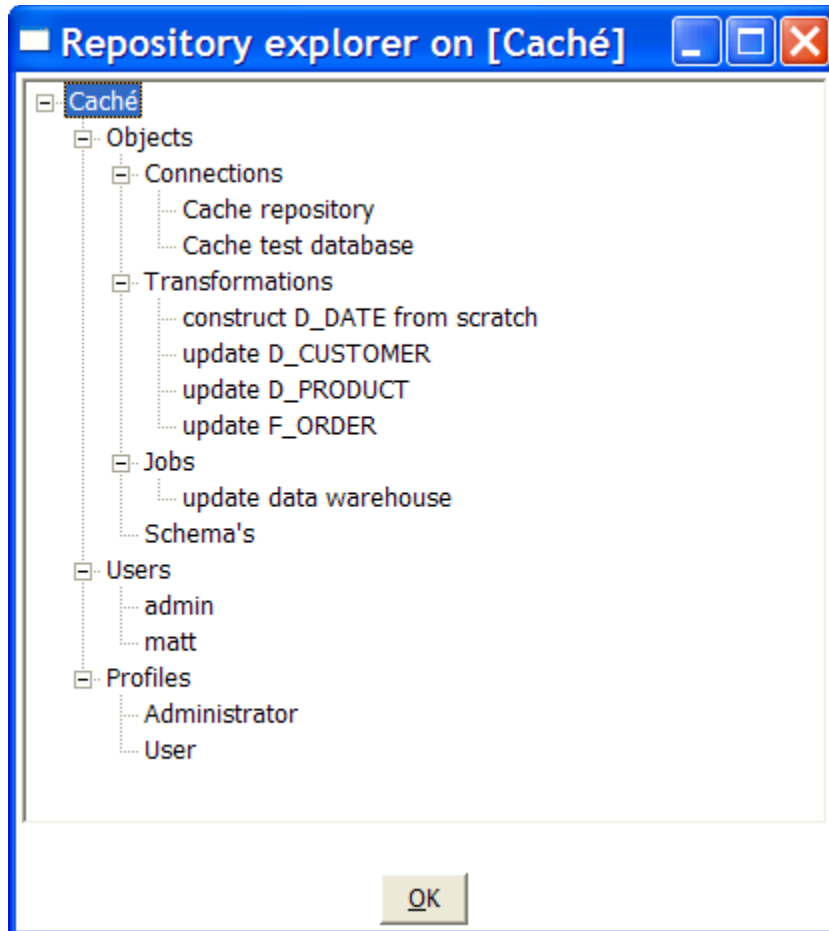 Repository explorer on [Caché]
Caché
Objects
Connections
Cache repository
Cache test database
Transformations
construct D_DATE from scratch
update D_CUSTOMER
update D_PRODUCT
update F_ORDER
Jobs
update data warehouse
Schema's
Users
admin
matt
Profiles
Administrator
User
OK